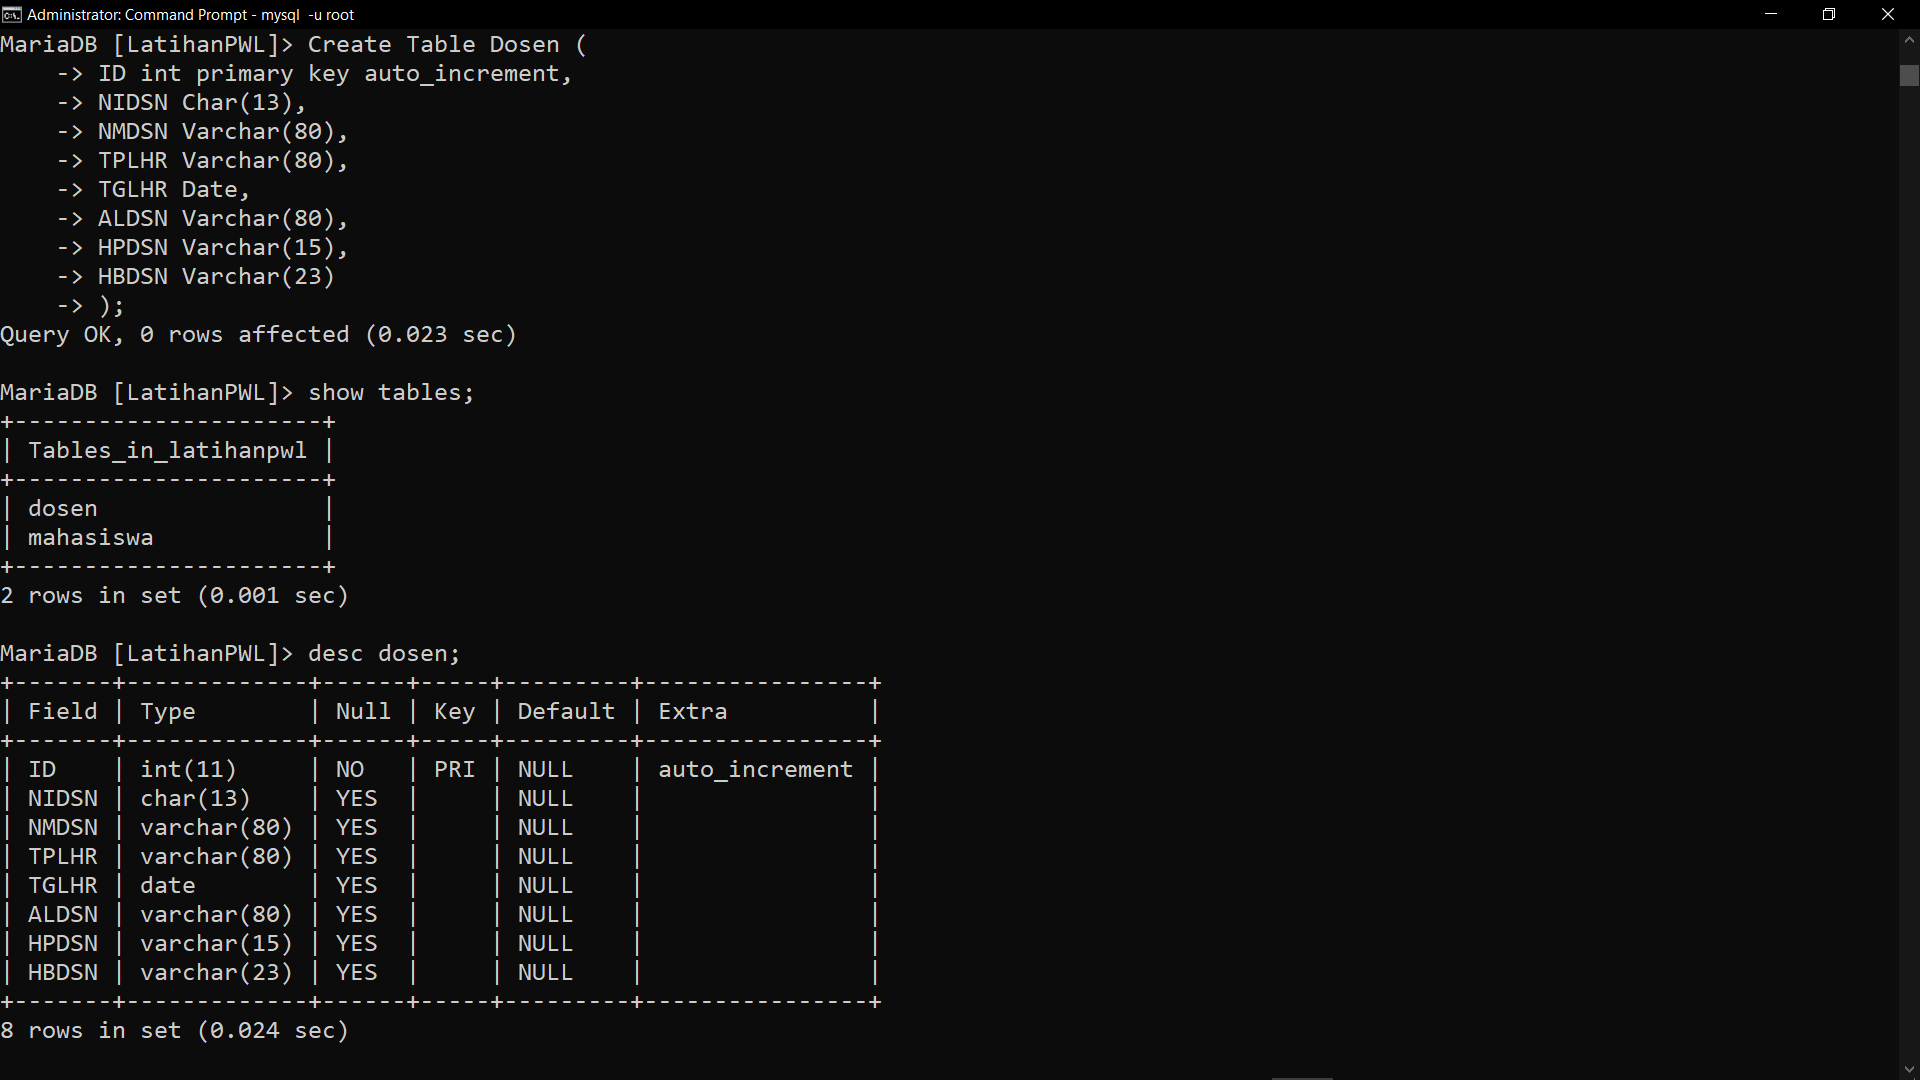 Administrator: Command Prompt - mysql  -u root
MariaDB [LatihanPWL]> Create Table Dosen (
    -> ID int primary key auto_increment,
    -> NIDSN Char(13),
    -> NMDSN Varchar(80),
    -> TPLHR Varchar(80),
    -> TGLHR Date,
    -> ALDSN Varchar(80),
    -> HPDSN Varchar(15),
    -> HBDSN Varchar(23)
    -> );
Query OK, 0 rows affected (0.023 sec)

MariaDB [LatihanPWL]> show tables;
+----------------------+
| Tables_in_latihanpwl |
+----------------------+
| dosen                |
| mahasiswa            |
+----------------------+
2 rows in set (0.001 sec)

MariaDB [LatihanPWL]> desc dosen;
+-------+-------------+------+-----+---------+----------------+
| Field | Type        | Null | Key | Default | Extra          |
+-------+-------------+------+-----+---------+----------------+
| ID    | int(11)     | NO   | PRI | NULL    | auto_increment |
| NIDSN | char(13)    | YES  |     | NULL    |                |
| NMDSN | varchar(80) | YES  |     | NULL    |                |
| TPLHR | varchar(80) | YES  |     | NULL    |                |
| TGLHR | date        | YES  |     | NULL    |                |
| ALDSN | varchar(80) | YES  |     | NULL    |                |
| HPDSN | varchar(15) | YES  |     | NULL    |                |
| HBDSN | varchar(23) | YES  |     | NULL    |                |
+-------+-------------+------+-----+---------+----------------+
8 rows in set (0.024 sec)